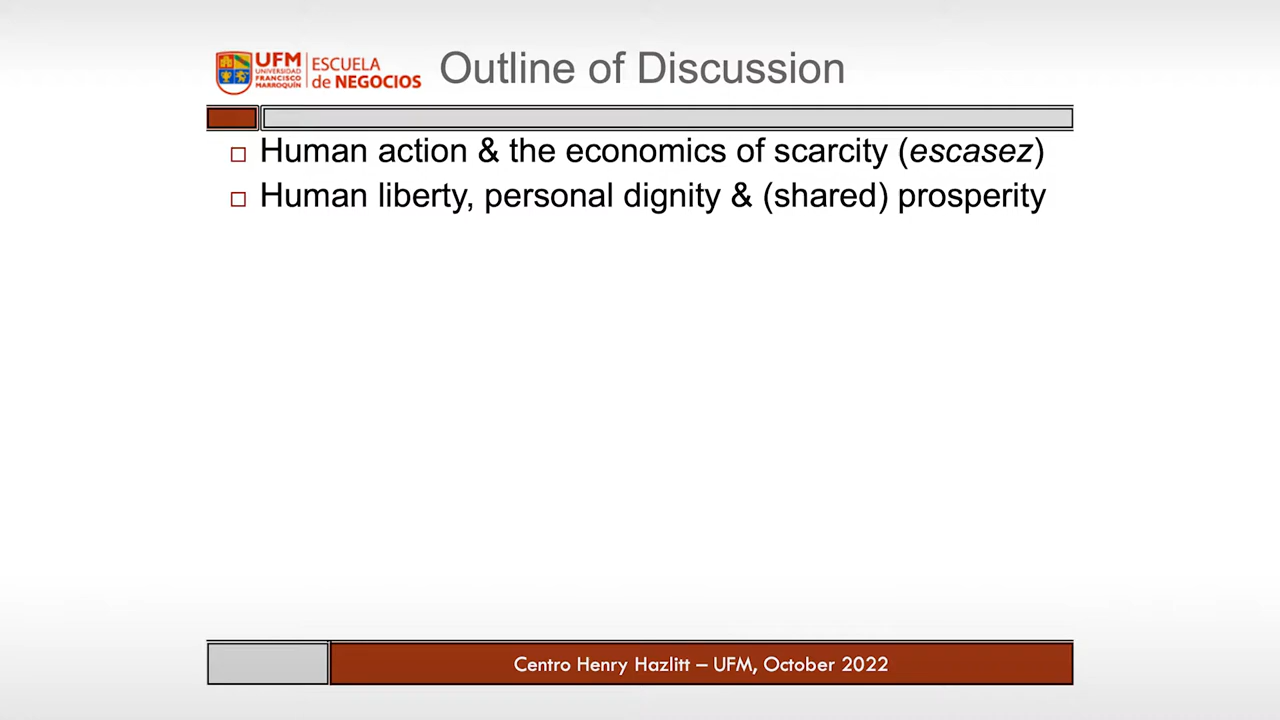 UFM
UNIVERSIDAD
FRANCISCO
MARROQUÍN
ESCUELA
de NEGOCIOS
Outline of Discussion
Human action & the economics of scarcity (escasez)
Human liberty, personal dignity & (shared) prosperity
Centro Henry Hazlitt – UFM, October 2022